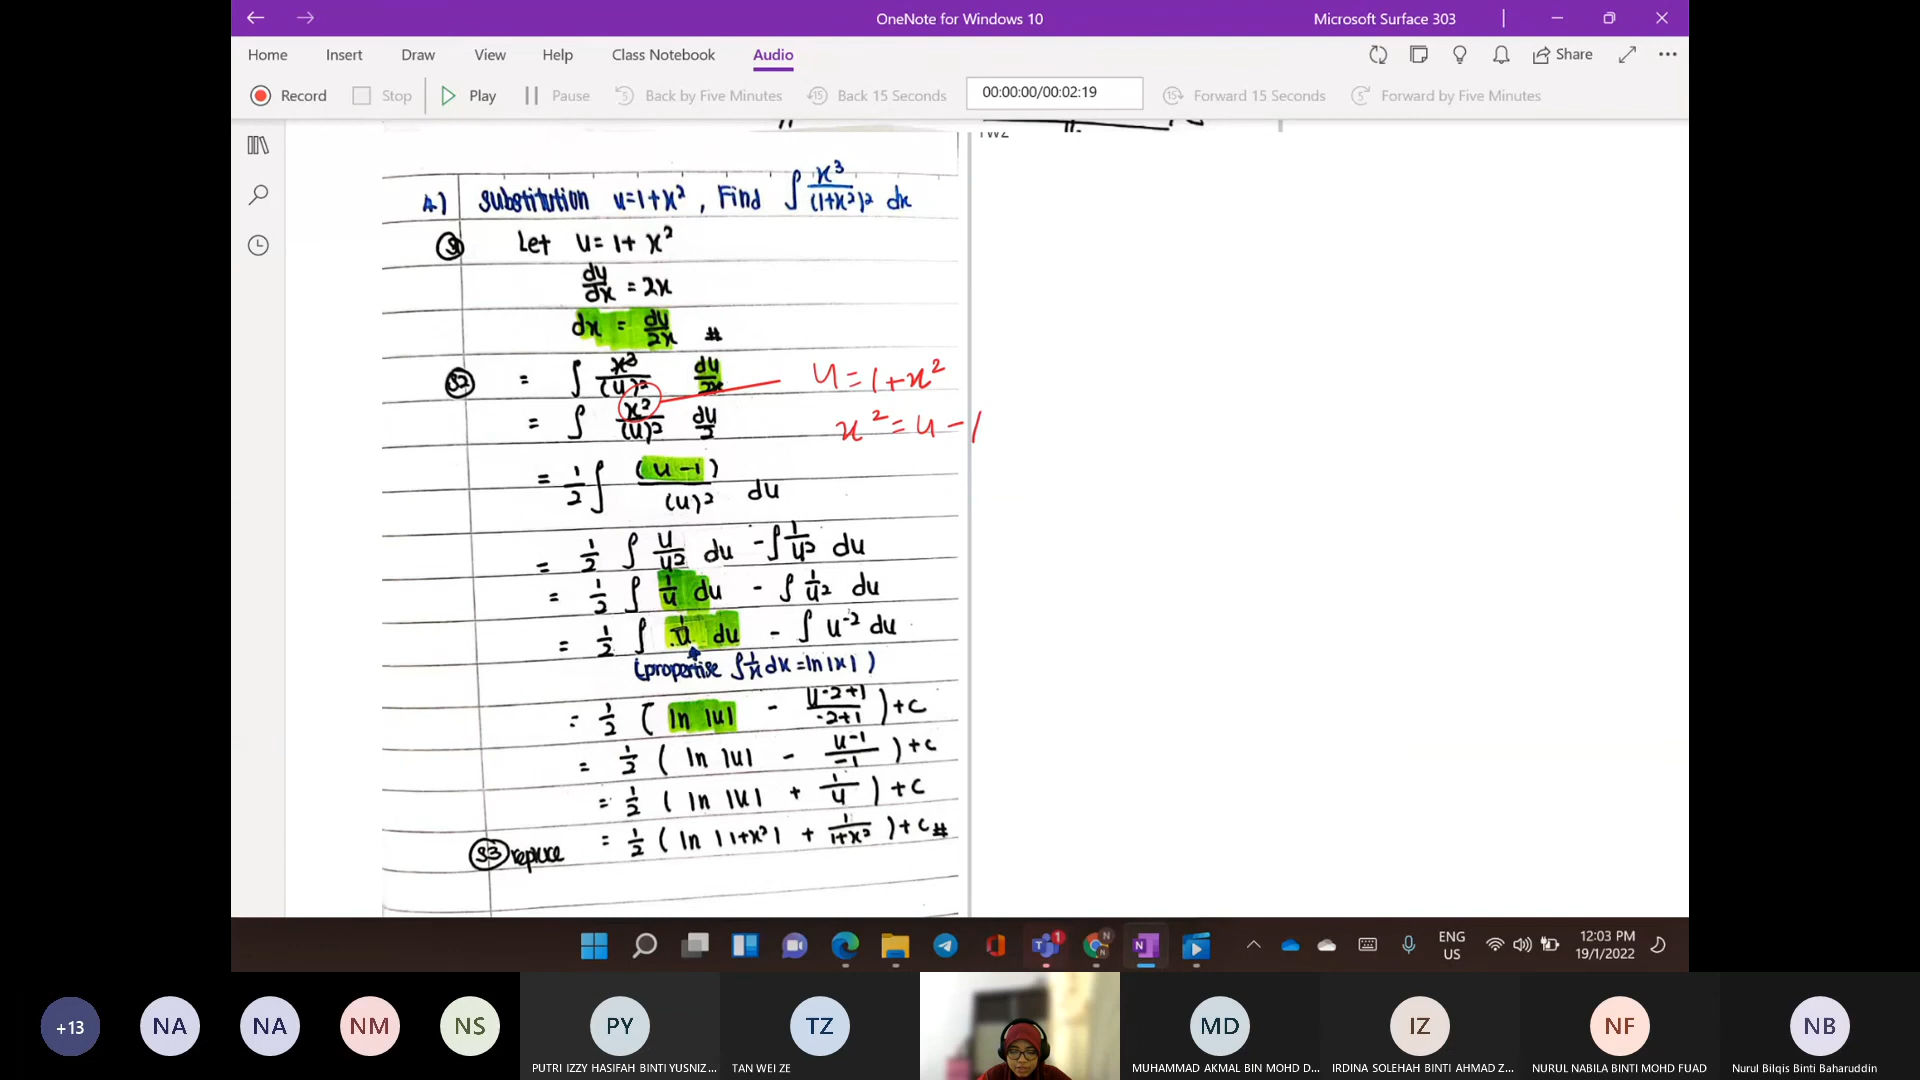 OneNote for Windows 10
Microsoft Surface 303
Home Insert Draw View Help Class Notebook Audio
Share
Record Stop Play Pause Back by Five Minutes Back 15 Seconds 00:00:00/00:02:19 Forward 15 Seconds Forward by Five Minutes
TW2
4.) substitution u=1+x², Find ∫ x³/(1+x²)² dx
S1 Let u = 1 + x²
du/dx = 2x
dx = du/2x #
S2 = ∫ x³/(u)² du/2x
u = 1+x²
= ∫ x²/(u)² du/2
x² = u - 1
= 1/2 ∫ (u-1)/(u)² du
= 1/2 ∫ u/u² du - ∫ 1/u² du
= 1/2 ∫ 1/u du - ∫ 1/u² du
= 1/2 ∫ 1/u du - ∫ u⁻² du
(propertise ∫ 1/x dx = ln|x|)
= 1/2 ( ln |u| - u⁻²⁺¹/-2+1 ) + c
= 1/2 ( ln |u| - u⁻¹/-1 ) + c
= 1/2 ( ln |u| + 1/u ) + c
S3 replace = 1/2 ( ln |1+x²| + 1/1+x² ) + c #
1
N
N
N
ENG
US
12:03 PM
19/1/2022
+13 NA NA NM NS PY TZ MD IZ NF NB
PUTRI IZZY HASIFAH BINTI YUSNIZ... TAN WEI ZE MUHAMMAD AKMAL BIN MOHD D... IRDINA SOLEHAH BINTI AHMAD Z... NURUL NABILA BINTI MOHD FUAD Nurul Bilqis Binti Baharuddin